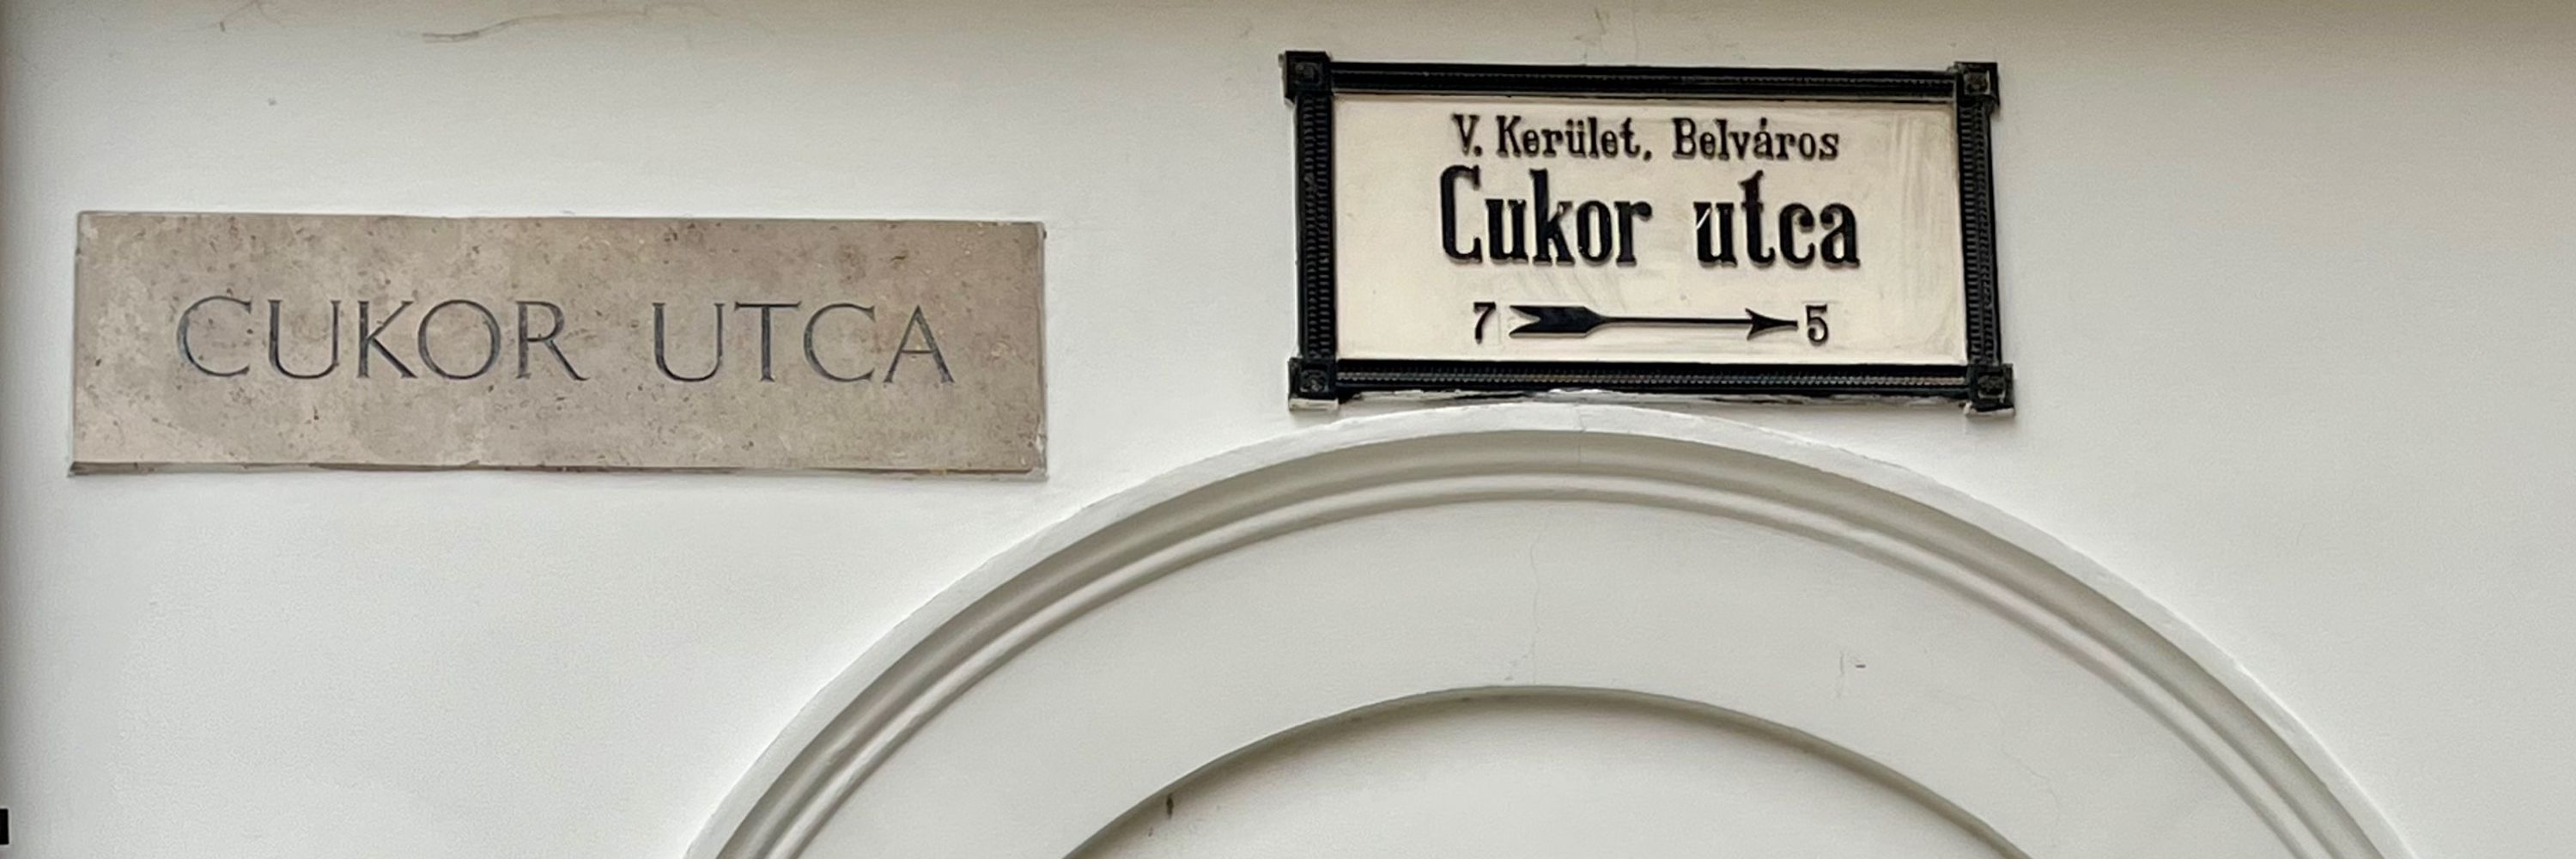 CUKOR UTCA
V. Kerület, Belváros
Cukor utca
7 5